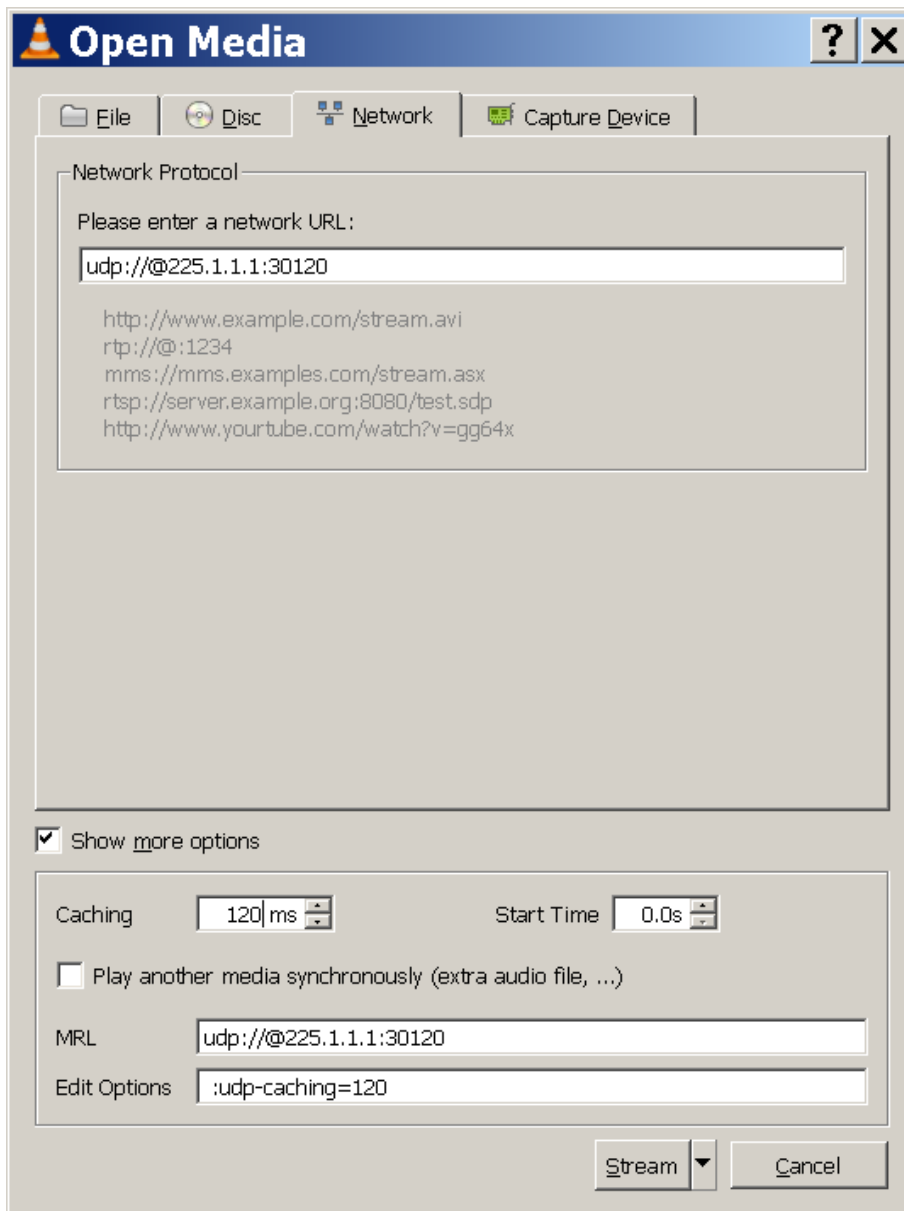 Open Media
File Disc Network Capture Device
Network Protocol
Please enter a network URL:
udp://@225.1.1.1:30120
http://www.example.com/stream.avi
rtp://@:1234
mms://mms.examples.com/stream.asx
rtsp://server.example.org:8080/test.sdp
http://www.yourtube.com/watch?v=gg64x
Show more options
Caching 120 ms Start Time 0.0s
Play another media synchronously (extra audio file, ...)
MRL udp://@225.1.1.1:30120
Edit Options :udp-caching=120
Stream Cancel